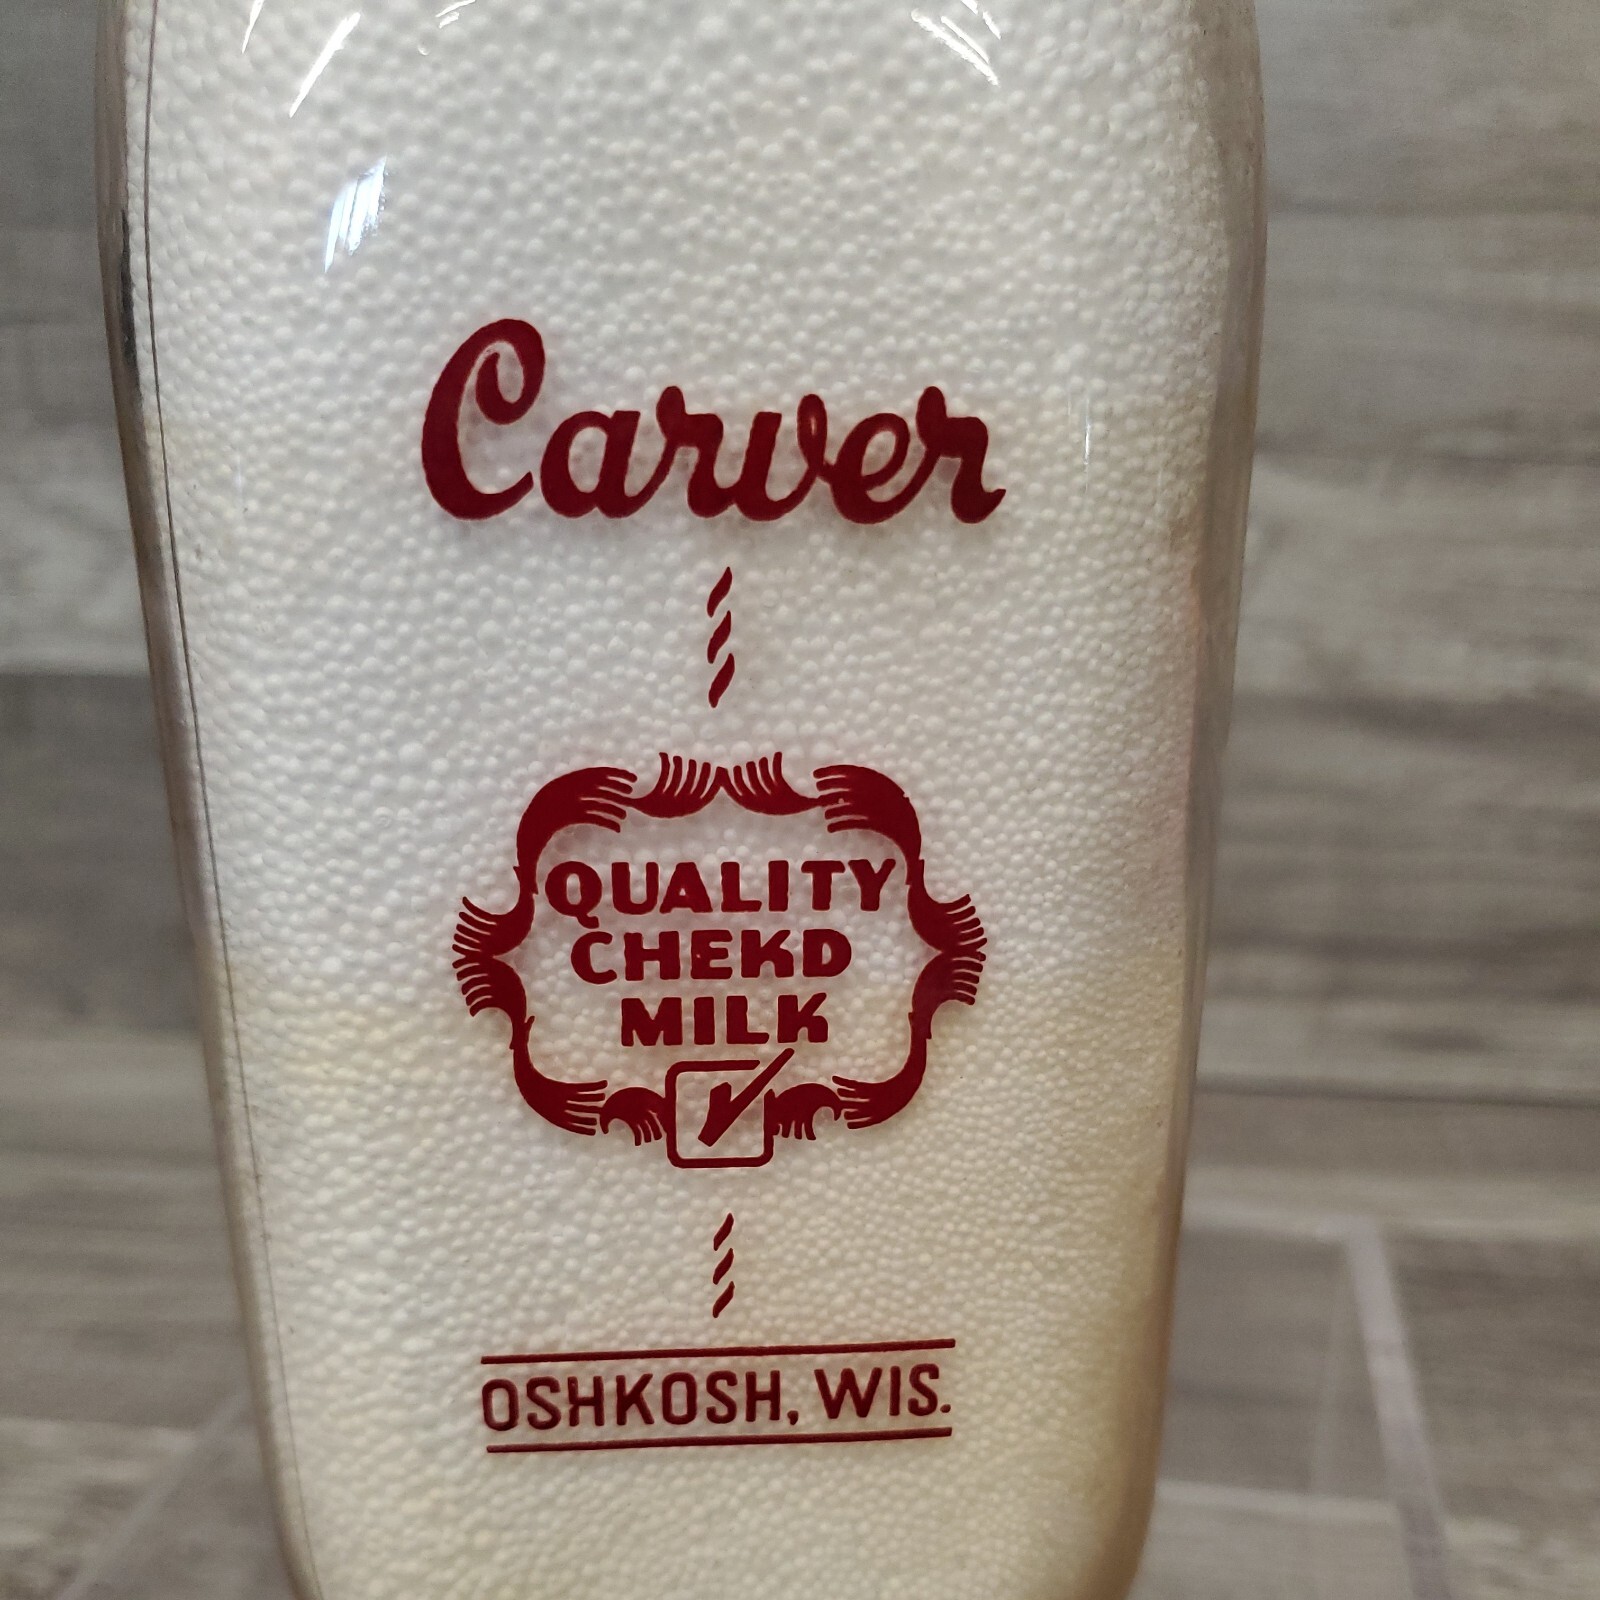 Carver
QUALITY
CHEKD
MILK
OSHKOSH, WIS.